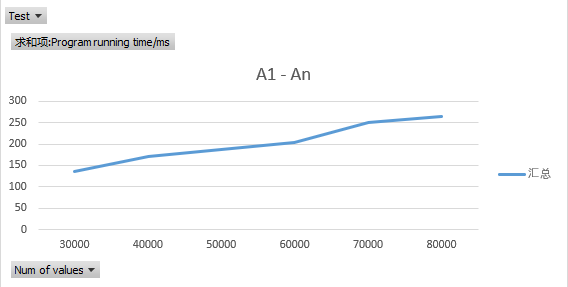 Test
求和项:Program running time/ms
A1 - An
300
250
200
150
100
50
0
30000 40000 50000 60000 70000 80000
汇总
Num of values